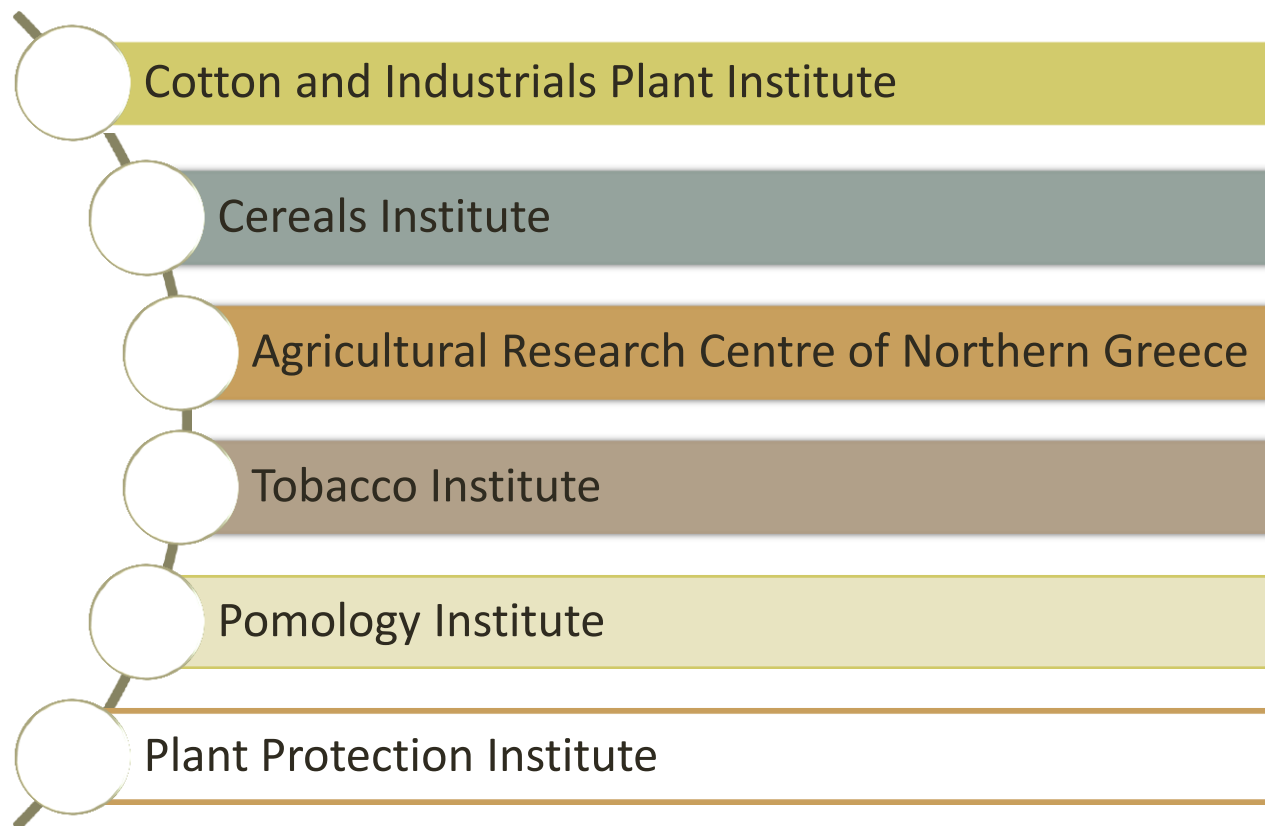 Cotton and Industrials Plant Institute
Cereals Institute
Agricultural Research Centre of Northern Greece
Tobacco Institute
Pomology Institute
Plant Protection Institute